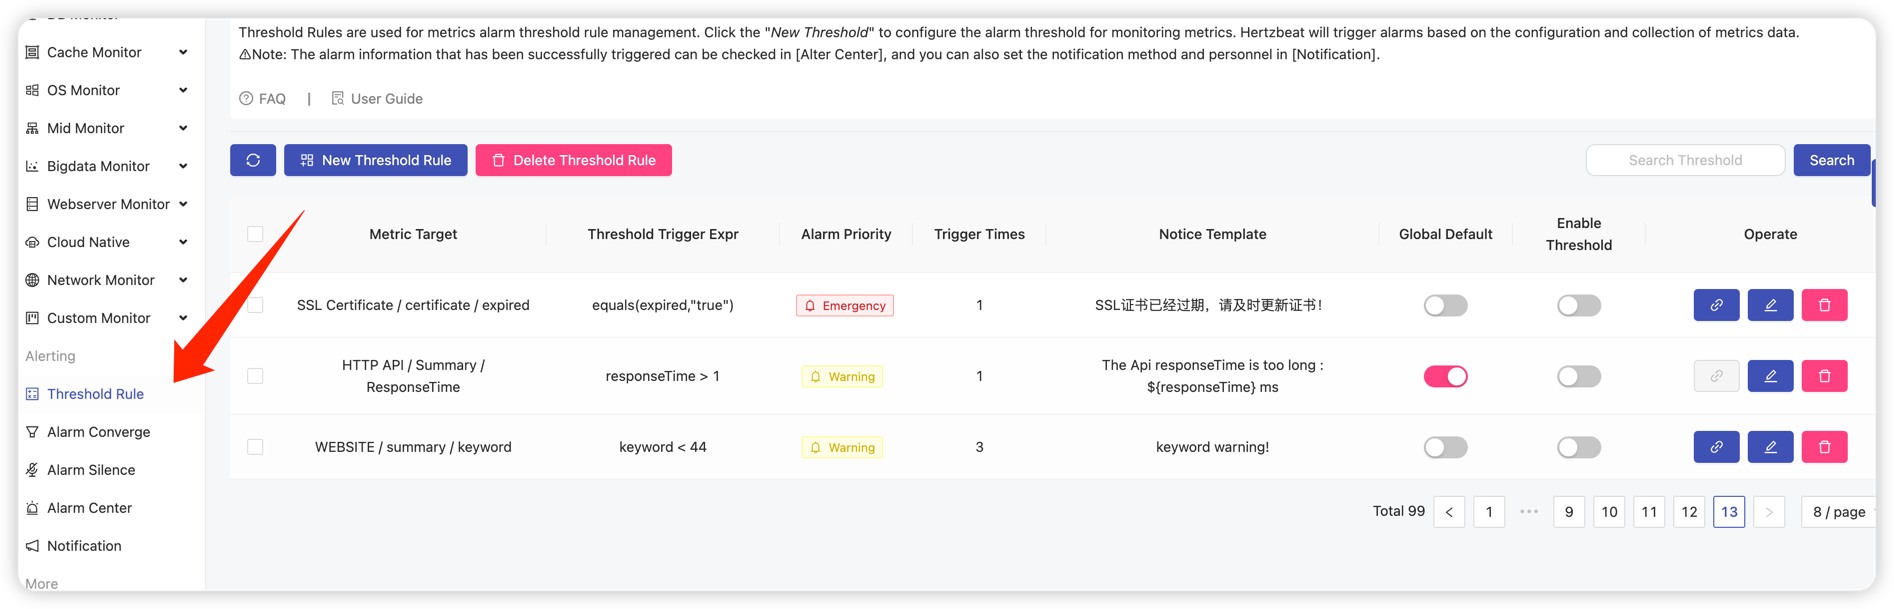 Threshold Rules are used for metrics alarm threshold rule management. Click the "New Threshold" to configure the alarm threshold for monitoring metrics. Hertzbeat will trigger alarms based on the configuration and collection of metrics data.
⚠Note: The alarm information that has been successfully triggered can be checked in [Alter Center], and you can also set the notification method and personnel in [Notification].
FAQ | User Guide
Cache Monitor
OS Monitor
Mid Monitor
Bigdata Monitor
Webserver Monitor
Cloud Native
Network Monitor
Custom Monitor
Alerting
Threshold Rule
Alarm Converge
Alarm Silence
Alarm Center
Notification
More
New Threshold Rule
Delete Threshold Rule
Search Threshold
Search
Metric Target
Threshold Trigger Expr
Alarm Priority
Trigger Times
Notice Template
Global Default
Enable
Threshold
Operate
SSL Certificate / certificate / expired
equals(expired,"true")
Emergency
1
SSL证书已经过期，请及时更新证书！
HTTP API / Summary /
ResponseTime
responseTime > 1
Warning
1
The Api responseTime is too long :
${responseTime} ms
WEBSITE / summary / keyword
keyword < 44
Warning
3
keyword warning!
Total 99 < 1 ••• 9 10 11 12 13 > 8 / page